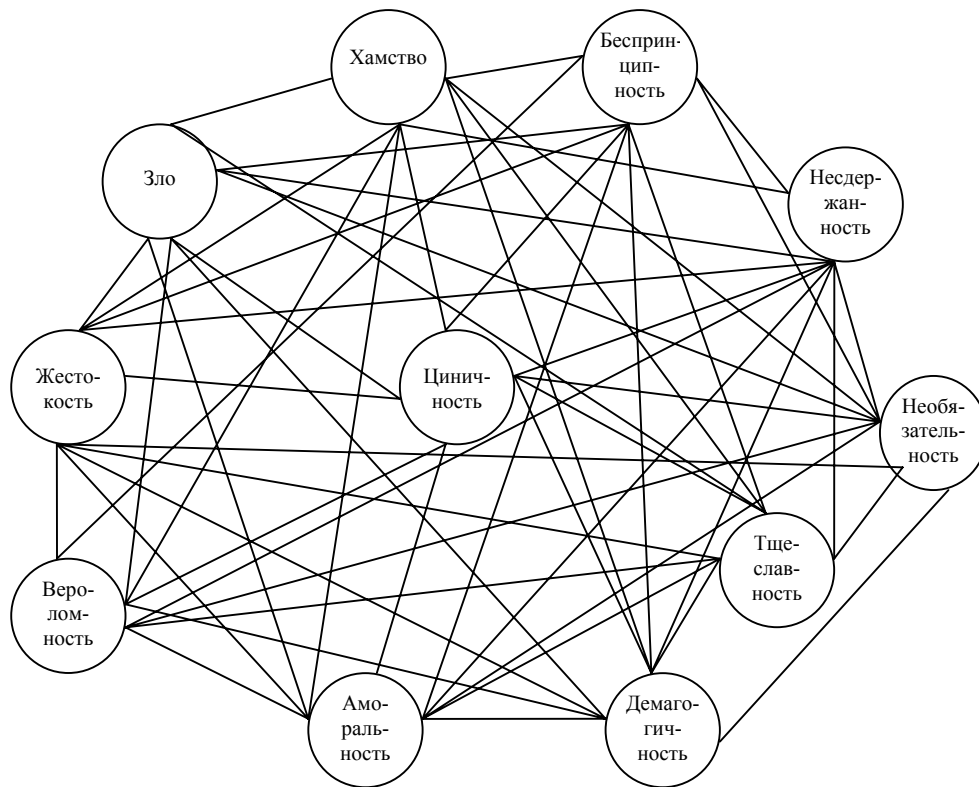 Хамство
Бесприн-
цип-
ность
Зло
Несдер-
жан-
ность
Жесто-
кость
Цинич-
ность
Необя-
затель-
ность
Тще-
слав-
ность
Веро-
лом-
ность
Амо-
раль-
ность
Демаго-
гич-
ность